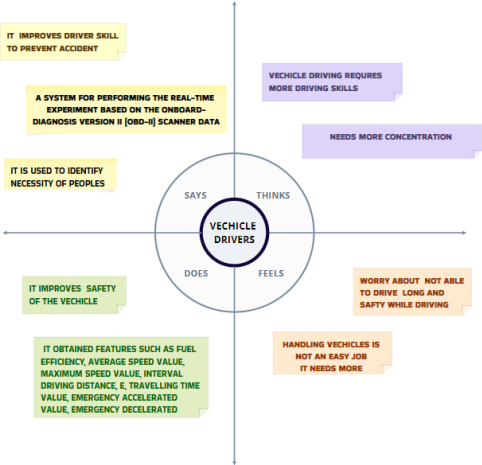 IT IMPROVES DRIVER SKILL
TO PREVENT ACCIDENT
A SYSTEM FOR PERFORMING THE REAL-TIME
EXPERIMENT BASED ON THE ONBOARD-
DIAGNOSIS VERSION II [OBD-II] SCANNER DATA
IT IS USED TO IDENTIFY
NECESSITY OF PEOPLES
VECHICLE DRIVING REQURES
MORE DRIVING SKILLS
NEEDS MORE CONCENTRATION
SAYS
THINKS
VECHICLE
DRIVERS
DOES
FEELS
IT IMPROVES SAFETY
OF THE VECHICLE
IT OBTAINED FEATURES SUCH AS FUEL
EFFICIENCY, AVERAGE SPEED VALUE,
MAXIMUM SPEED VALUE, INTERVAL
DRIVING DISTANCE, E, TRAVELLING TIME
VALUE, EMERGENCY ACCELERATED
VALUE, EMERGENCY DECELERATED
WORRY ABOUT NOT ABLE
TO DRIVE LONG AND
SAFTY WHILE DRIVING
HANDLING VECHICLES IS
NOT AN EASY JOB
IT NEEDS MORE